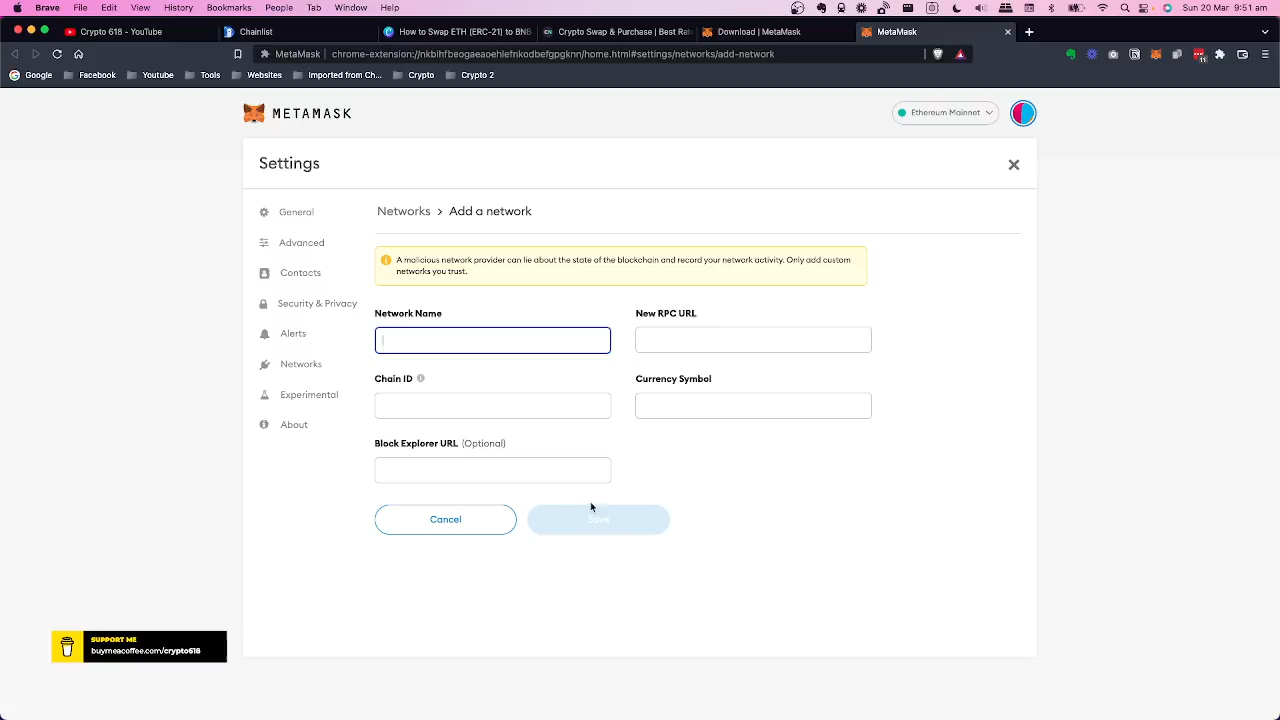 Brave File Edit View History Bookmarks People Tab Window Help
Sun 20 Mar 9:51 am
Crypto 618 - YouTube
Chainlist
How to Swap ETH (ERC-21) to BNB
Crypto Swap & Purchase | Best Rat
Download | MetaMask
MetaMask
MetaMask chrome-extension://nkbihfbeogaeaoehlefnkodbefgpgknn/home.html#settings/networks/add-network
11
Google Facebook Youtube Tools Websites Imported from Ch... Crypto Crypto 2
METAMASK
Ethereum Mainnet
Settings
General
Advanced
Contacts
Security & Privacy
Alerts
Networks
Experimental
About
Networks > Add a network
A malicious network provider can lie about the state of the blockchain and record your network activity. Only add custom
networks you trust.
Network Name
New RPC URL
Chain ID
Currency Symbol
Block Explorer URL (Optional)
Cancel
Save
SUPPORT ME
buymeacoffee.com/crypto618